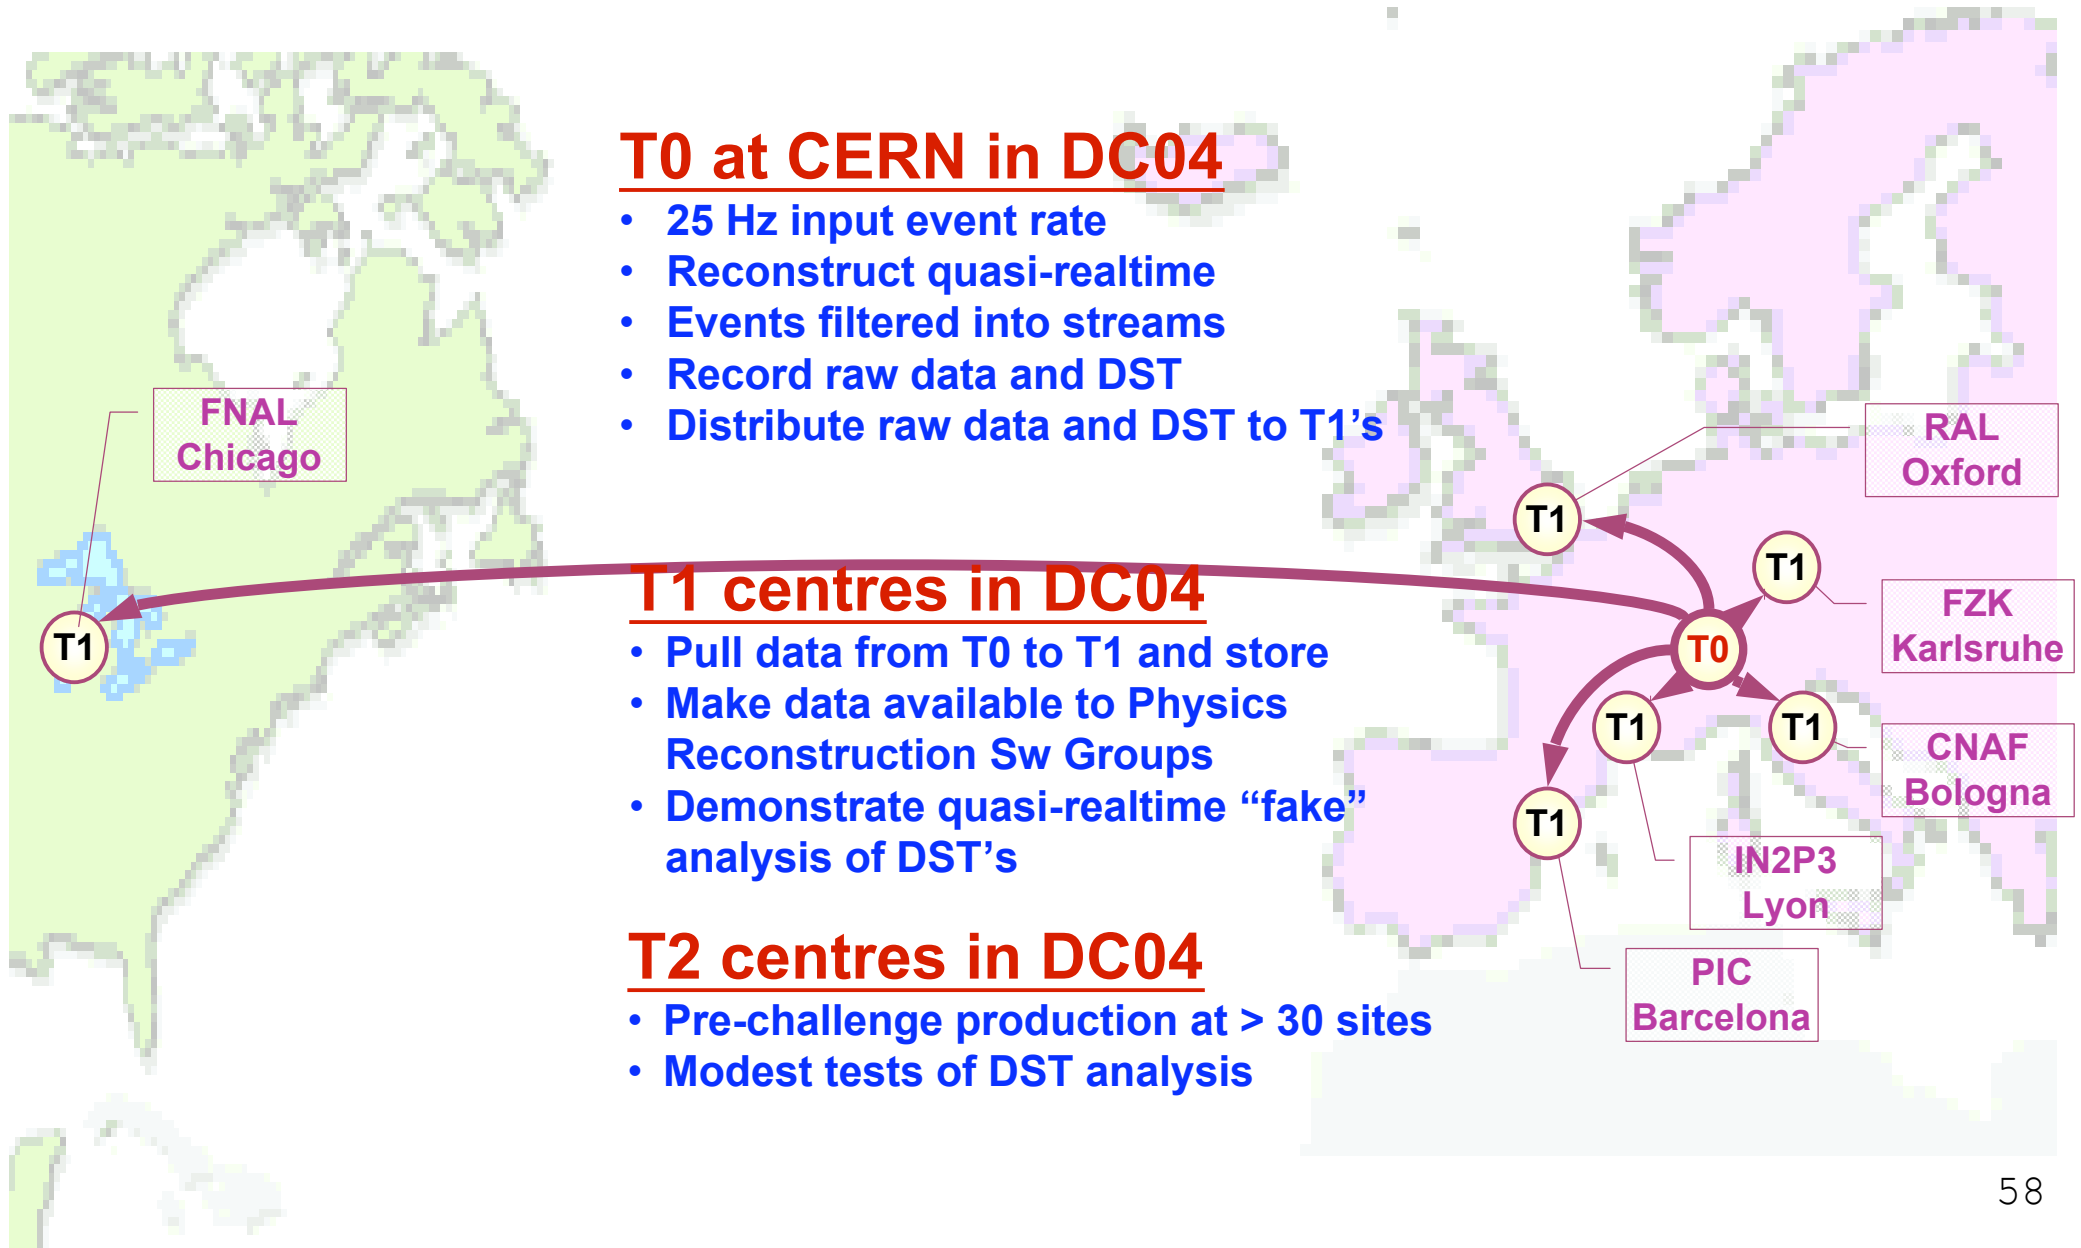 T0 at CERN in DC04
• 25 Hz input event rate
• Reconstruct quasi-realtime
• Events filtered into streams
• Record raw data and DST
• Distribute raw data and DST to T1's
FNAL
Chicago
T1
T1 centres in DC04
• Pull data from T0 to T1 and store
• Make data available to Physics
Reconstruction Sw Groups
• Demonstrate quasi-realtime “fake”
analysis of DST’s
T2 centres in DC04
• Pre-challenge production at > 30 sites
• Modest tests of DST analysis
RAL
Oxford
T1
T1
FZK
Karlsruhe
T0
T1
T1
CNAF
Bologna
T1
IN2P3
Lyon
PIC
Barcelona
58